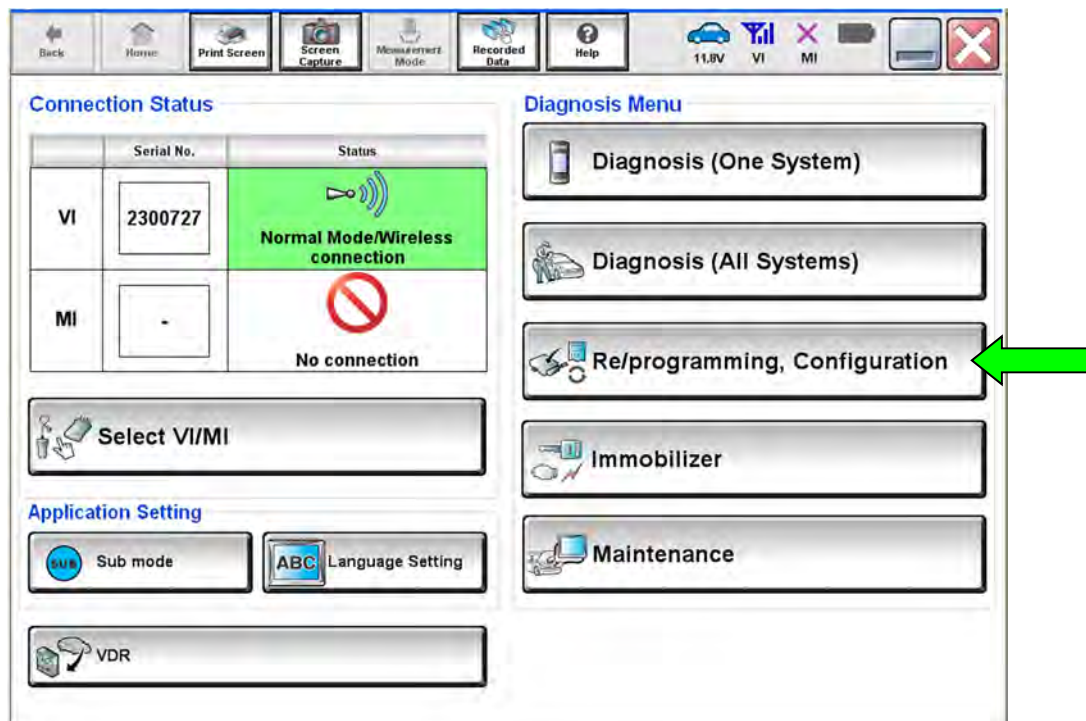 Back
Home
Print Screen
Screen
Capture
Measurement
Mode
Recorded
Data
Help
11.8V
VI
MI
Connection Status
Serial No.
Status
VI
2300727
Normal Mode/Wireless
connection
MI
-
No connection
Select VI/MI
Application Setting
SUB
Sub mode
ABC
Language Setting
VDR
Diagnosis Menu
Diagnosis (One System)
Diagnosis (All Systems)
Re/programming, Configuration
Immobilizer
Maintenance